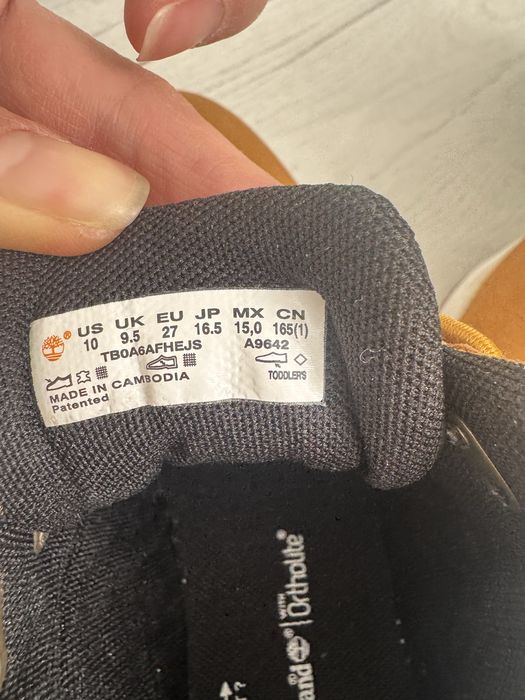 US UK EU JP MX CN
10 9.5 27 16.5 15,0 165(1)
TB0A6AFHEJS A9642
TODDLER'S
MADE IN CAMBODIA
Patented
WITH
Ortholite®